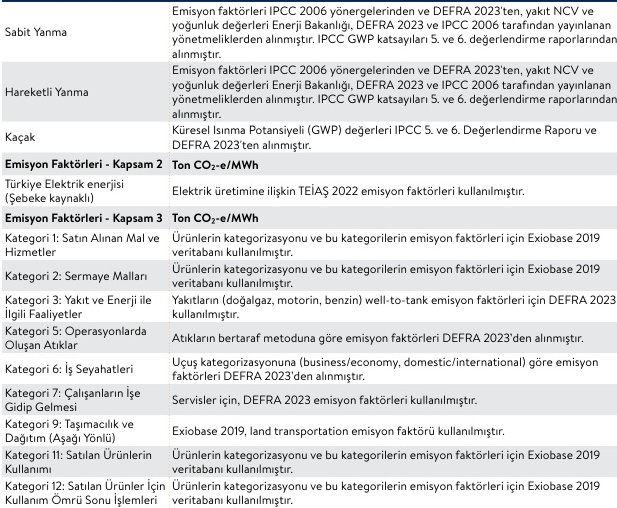 Sabit Yanma
Emisyon faktörleri IPCC 2006 yönergelerinden ve DEFRA 2023'ten, yakıt NCV ve
yoğunluk değerleri Enerji Bakanlığı, DEFRA 2023 ve IPCC 2006 tarafından yayınlanan
yönetmeliklerden alınmıştır. IPCC GWP katsayıları 5. ve 6. değerlendirme raporlarından
alınmıştır.
Hareketli Yanma
Emisyon faktörleri IPCC 2006 yönergelerinden ve DEFRA 2023'ten, yakıt NCV ve
yoğunluk değerleri Enerji Bakanlığı, DEFRA 2023 ve IPCC 2006 tarafından yayınlanan
yönetmeliklerden alınmıştır. IPCC GWP katsayıları 5. ve 6. değerlendirme raporlarından
alınmıştır.
Kaçak
Küresel Isınma Potansiyeli (GWP) değerleri IPCC 5. ve 6. Değerlendirme Raporu ve
DEFRA 2023'ten alınmıştır.
Emisyon Faktörleri - Kapsam 2 Ton CO₂-e/MWh
Türkiye Elektrik enerjisi
(Şebeke kaynaklı)
Elektrik üretimine ilişkin TEİAŞ 2022 emisyon faktörleri kullanılmıştır.
Emisyon Faktörleri - Kapsam 3 Ton CO₂-e/MWh
Kategori 1: Satın Alınan Mal ve
Hizmetler
Ürünlerin kategorizasyonu ve bu kategorilerin emisyon faktörleri için Exiobase 2019
veritabanı kullanılmıştır.
Kategori 2: Sermaye Malları
Ürünlerin kategorizasyonu ve bu kategorilerin emisyon faktörleri için Exiobase 2019
veritabanı kullanılmıştır.
Kategori 3: Yakıt ve Enerji ile
İlgili Faaliyetler
Yakıtların (doğalgaz, motorin, benzin) well-to-tank emisyon faktörleri için DEFRA 2023
kullanılmıştır.
Kategori 5: Operasyonlarda
Oluşan Atıklar
Atıkların bertaraf metoduna göre emisyon faktörleri DEFRA 2023'den alınmıştır.
Kategori 6: İş Seyahatleri
Uçuş kategorizasyonuna (business/economy, domestic/international) göre emisyon
faktörleri DEFRA 2023'den alınmıştır.
Kategori 7: Çalışanların İşe
Gidip Gelmesi
Servisler için, DEFRA 2023 emisyon faktörleri kullanılmıştır.
Kategori 9: Taşımacılık ve
Dağıtım (Aşağı Yönlü)
Exiobase 2019, land transportation emisyon faktörü kullanılmıştır.
Kategori 11: Satılan Ürünlerin
Kullanımı
Ürünlerin kategorizasyonu ve bu kategorilerin emisyon faktörleri için Exiobase 2019
veritabanı kullanılmıştır.
Kategori 12: Satılan Ürünler İçin
Kullanım Ömrü Sonu İşlemleri
Ürünlerin kategorizasyonu ve bu kategorilerin emisyon faktörleri için Exiobase 2019
veritabanı kullanılmıştır.